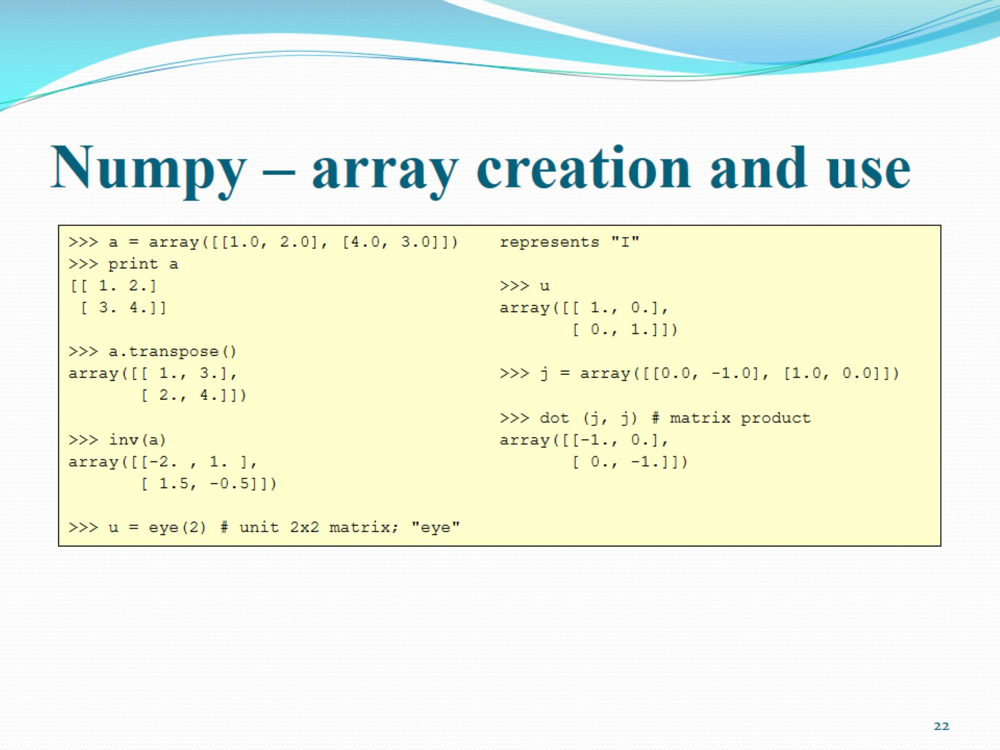 Numpy – array creation and use
>>> a = array([[1.0, 2.0], [4.0, 3.0]])
>>> print a
[[ 1. 2.]
 [ 3. 4.]]
>>> a.transpose()
array([[ 1., 3.],
       [ 2., 4.]])
>>> inv(a)
array([[-2. , 1. ],
       [ 1.5, -0.5]])
>>> u = eye(2) # unit 2x2 matrix; "eye"
represents "I"
>>> u
array([[ 1., 0.],
       [ 0., 1.]])
>>> j = array([[0.0, -1.0], [1.0, 0.0]])
>>> dot (j, j) # matrix product
array([[-1., 0.],
       [ 0., -1.]])
22